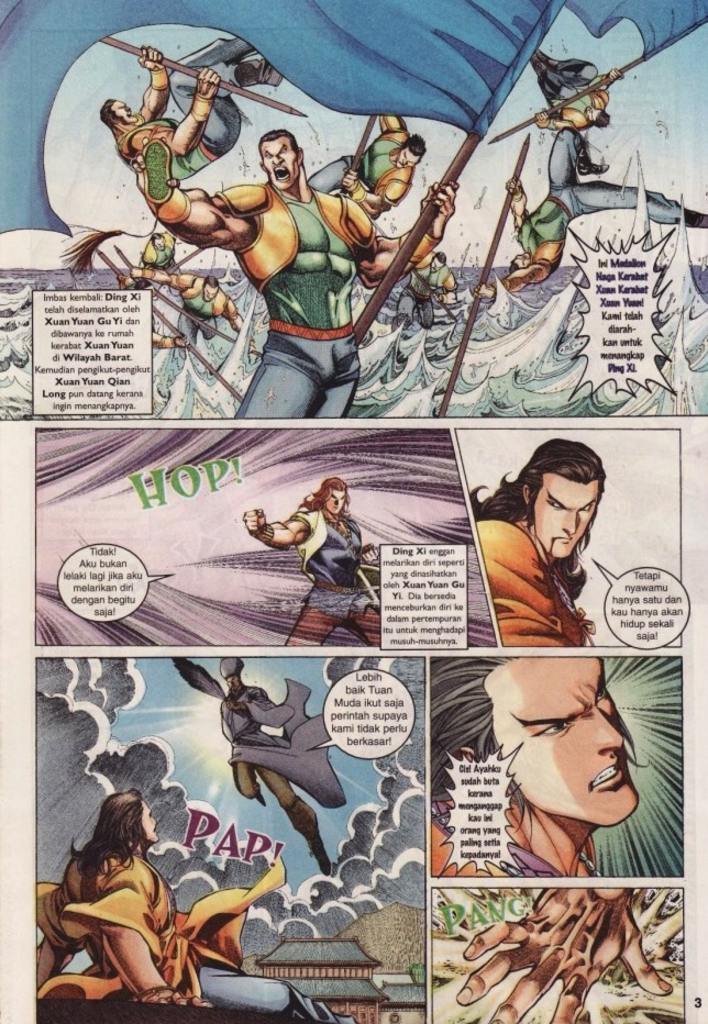 Ini Medalion
Naga Kerabat
Xuan Kerabat
Xuan Yuan!
Kami telah
diarah-
kan untuk
menangkap
Ding Xi.
Imbas kembali: Ding Xi
telah diselamatkan oleh
Xuan Yuan Gu Yi dan
dibawanya ke rumah
kerabat Xuan Yuan
di Wilayah Barat.
Kemudian pengikut-pengikut
Xuan Yuan Qian
Long pun datang kerana
ingin menangkapnya.
HOP!
Tidak!
Aku bukan
lelaki lagi jika aku
melarikan diri
dengan begitu
saja!
Ding Xi enggan
melarikan diri seperti
yang dinasihatkan
oleh Xuan Yuan Gu
Yi. Dia bersedia
menceburkan diri ke
dalam pertempuran
itu untuk menghadap
musuh-musuhnya.
Tetapi
nyawamu
hanya satu dan
kau hanya akan
hidup sekali
saja!
Lebih
baik Tuan
Muda ikut saja
perintah supaya
kami tidak perlu
berkasar!
PAP!
Cis! Ayahku
sudah buta
kerana
menganggap
kau ini
orang yang
paling setia
kepadanya!
PANG!
3